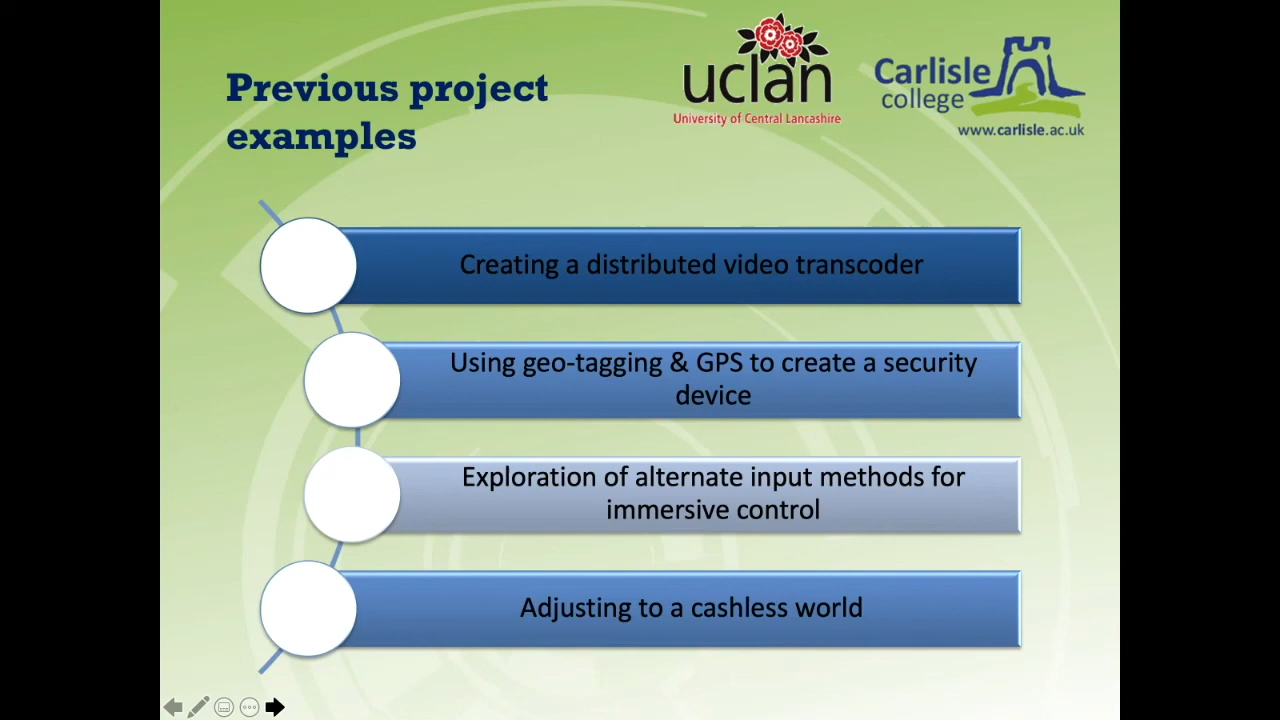 Previous project
examples
uclan
University of Central Lancashire
Carlisle
college
www.carlisle.ac.uk
Creating a distributed video transcoder
Using geo-tagging & GPS to create a security
device
Exploration of alternate input methods for
immersive control
Adjusting to a cashless world